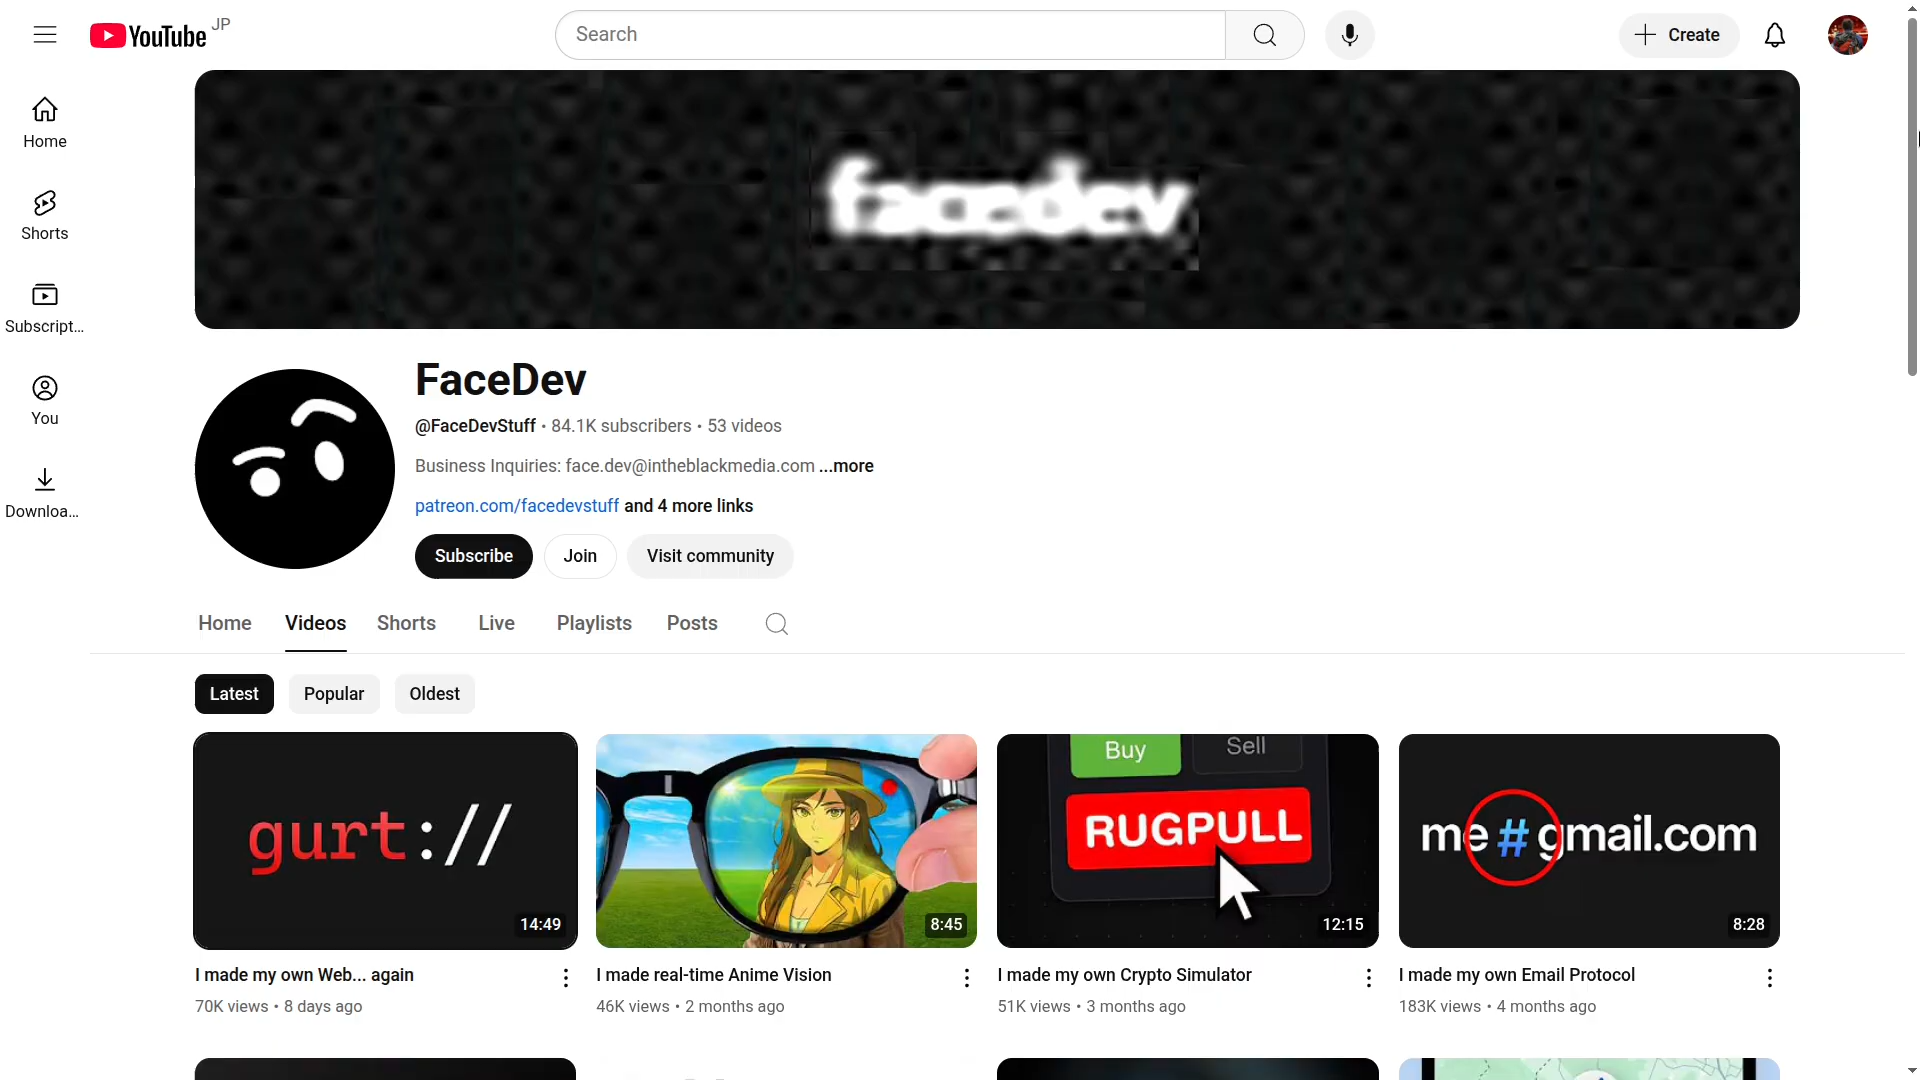 YouTube JP
Search
Create
Home
Shorts
Subscript...
You
Downloa...
facedev
FaceDev
@FaceDevStuff • 84.1K subscribers • 53 videos
Business Inquiries: face.dev@intheblackmedia.com ...more
patreon.com/facedevstuff and 4 more links
Subscribe Join Visit community
Home Videos Shorts Live Playlists Posts
Latest Popular Oldest
gurt://
14:49
I made my own Web... again
70K views • 8 days ago
8:45
I made real-time Anime Vision
46K views • 2 months ago
Buy Sell
RUGPULL
12:15
I made my own Crypto Simulator
51K views • 3 months ago
me # gmail.com
8:28
I made my own Email Protocol
183K views • 4 months ago